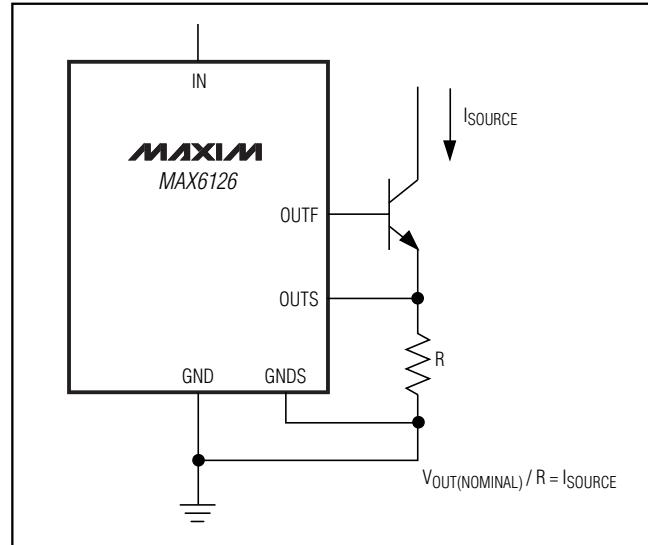 IN
ISOURCE
MAXIM
MAX6126
OUTF
OUTS
R
GND
GNDS
VOUT(NOMINAL) / R = ISOURCE